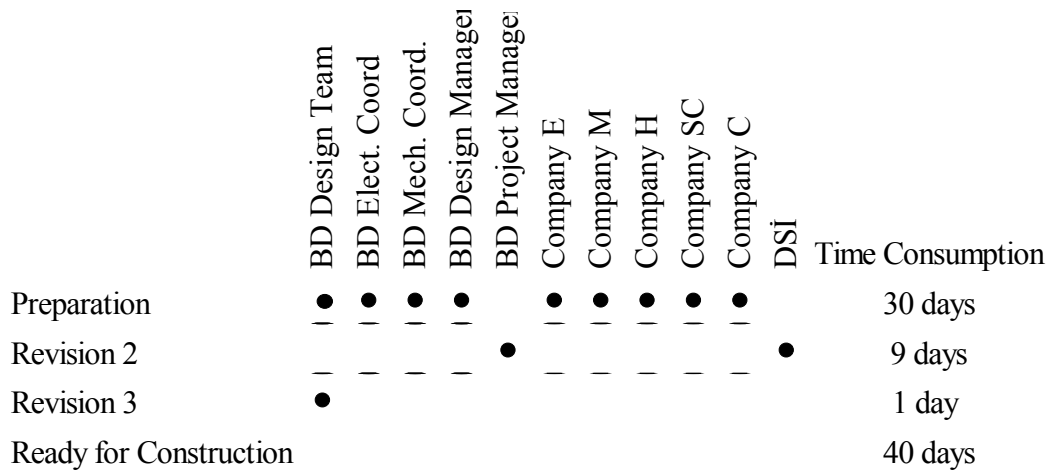 BD Design Team
BD Elect. Coord
BD Mech. Coord.
BD Design Manager
BD Project Manage
Company E
Company M
Company H
Company SC
Company C
DSİ
Time Consumption
Preparation ● ● ● ● ● ● ● ● ● 30 days
Revision 2 ● ● 9 days
Revision 3 ● 1 day
Ready for Construction 40 days